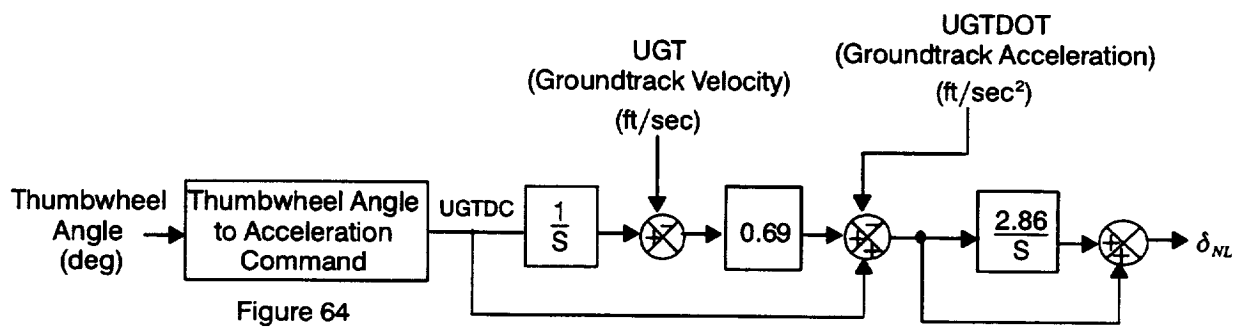 UGT
(Groundtrack Velocity)
(ft/sec)
UGTDOT
(Groundtrack Acceleration)
(ft/sec²)
Thumbwheel
Angle
(deg)
Thumbwheel Angle
to Acceleration
Command
UGTDC
1
S
+ −
0.69
+ −
+
2.86
S
+
+
δNL
Figure 64